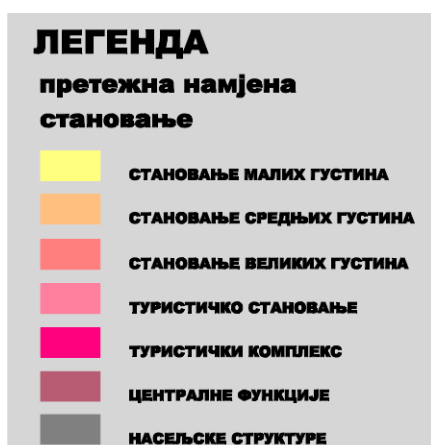 ЛЕГЕНДА
претежна намјена
становање
СТАНОВАЊЕ МАЛИХ ГУСТИНА
СТАНОВАЊЕ СРЕДЊИХ ГУСТИНА
СТАНОВАЊЕ ВЕЛИКИХ ГУСТИНА
ТУРИСТИЧКО СТАНОВАЊЕ
ТУРИСТИЧКИ КОМПЛЕКС
ЦЕНТРАЛНЕ ФУНКЦИЈЕ
НАСЕЉСКЕ СТРУКТУРЕ